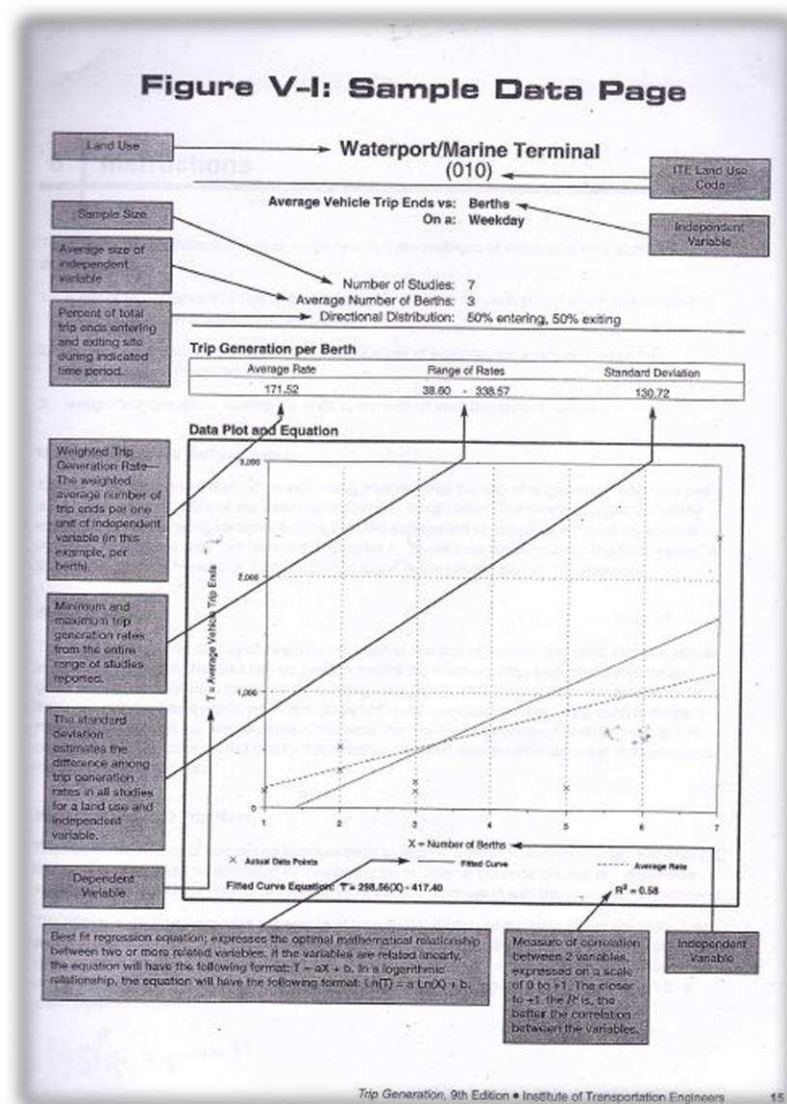 Figure V-I: Sample Data Page
Land Use
Waterport/Marine Terminal
(010)
ITE Land Use
Code
Average Vehicle Trip Ends vs: Berths
On a: Weekday
Sample Size
Independent
Variable
Average size of
independent
variable
Number of Studies: 7
Average Number of Berths: 3
Directional Distribution: 50% entering, 50% exiting
Percent of total
trip ends entering
and exiting site
during indicated
time period.
Trip Generation per Berth
Average Rate Range of Rates Standard Deviation
171.52 38.60 - 338.57 130.72
Data Plot and Equation
Weighted Trip
Generation Rate—
The weighted
average number of
trip ends per one
unit of independent
variable (in this
example, per
berth).
Minimum and
maximum trip
generation rates
from the entire
range of studies
reported.
The standard
deviation
estimates the
difference among
trip generation
rates in all studies
for a land use and
independent
variable.
Dependent
Variable
T = Average Vehicle Trip Ends
3,000
2,000
1,000
0
1 2 3 4 5 6 7
X = Number of Berths
X Actual Data Points Fitted Curve Average Rate
Fitted Curve Equation: T = 298.56(X) - 417.40
R² = 0.58
Best fit regression equation; expresses the optimal mathematical relationship
between two or more related variables. If the variables are related linearly,
the equation will have the following format: T = aX + b. In a logarithmic
relationship, the equation will have the following format: Ln(T) = a Ln(X) + b.
Measure of correlation
between 2 variables,
expressed on a scale
of 0 to +1. The closer
to +1 the R² is, the
better the correlation
between the variables.
Independent
Variable
Trip Generation, 9th Edition • Institute of Transportation Engineers 15